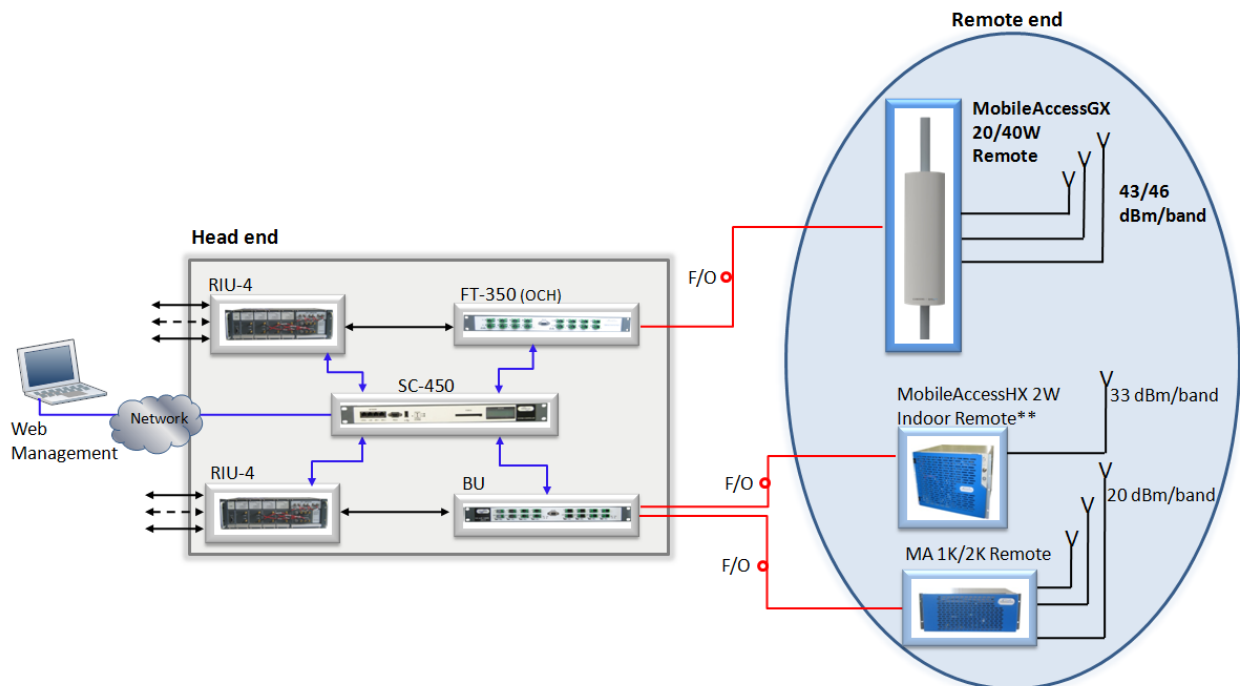 Remote end
MobileAccessGX
20/40W
Remote
43/46
dBm/band
Head end
RIU-4
FT-350 (OCH)
F/O
SC-450
Web
Management
Network
MobileAccessHX 2W
Indoor Remote**
33 dBm/band
RIU-4
BU
F/O
20 dBm/band
MA 1K/2K Remote
F/O